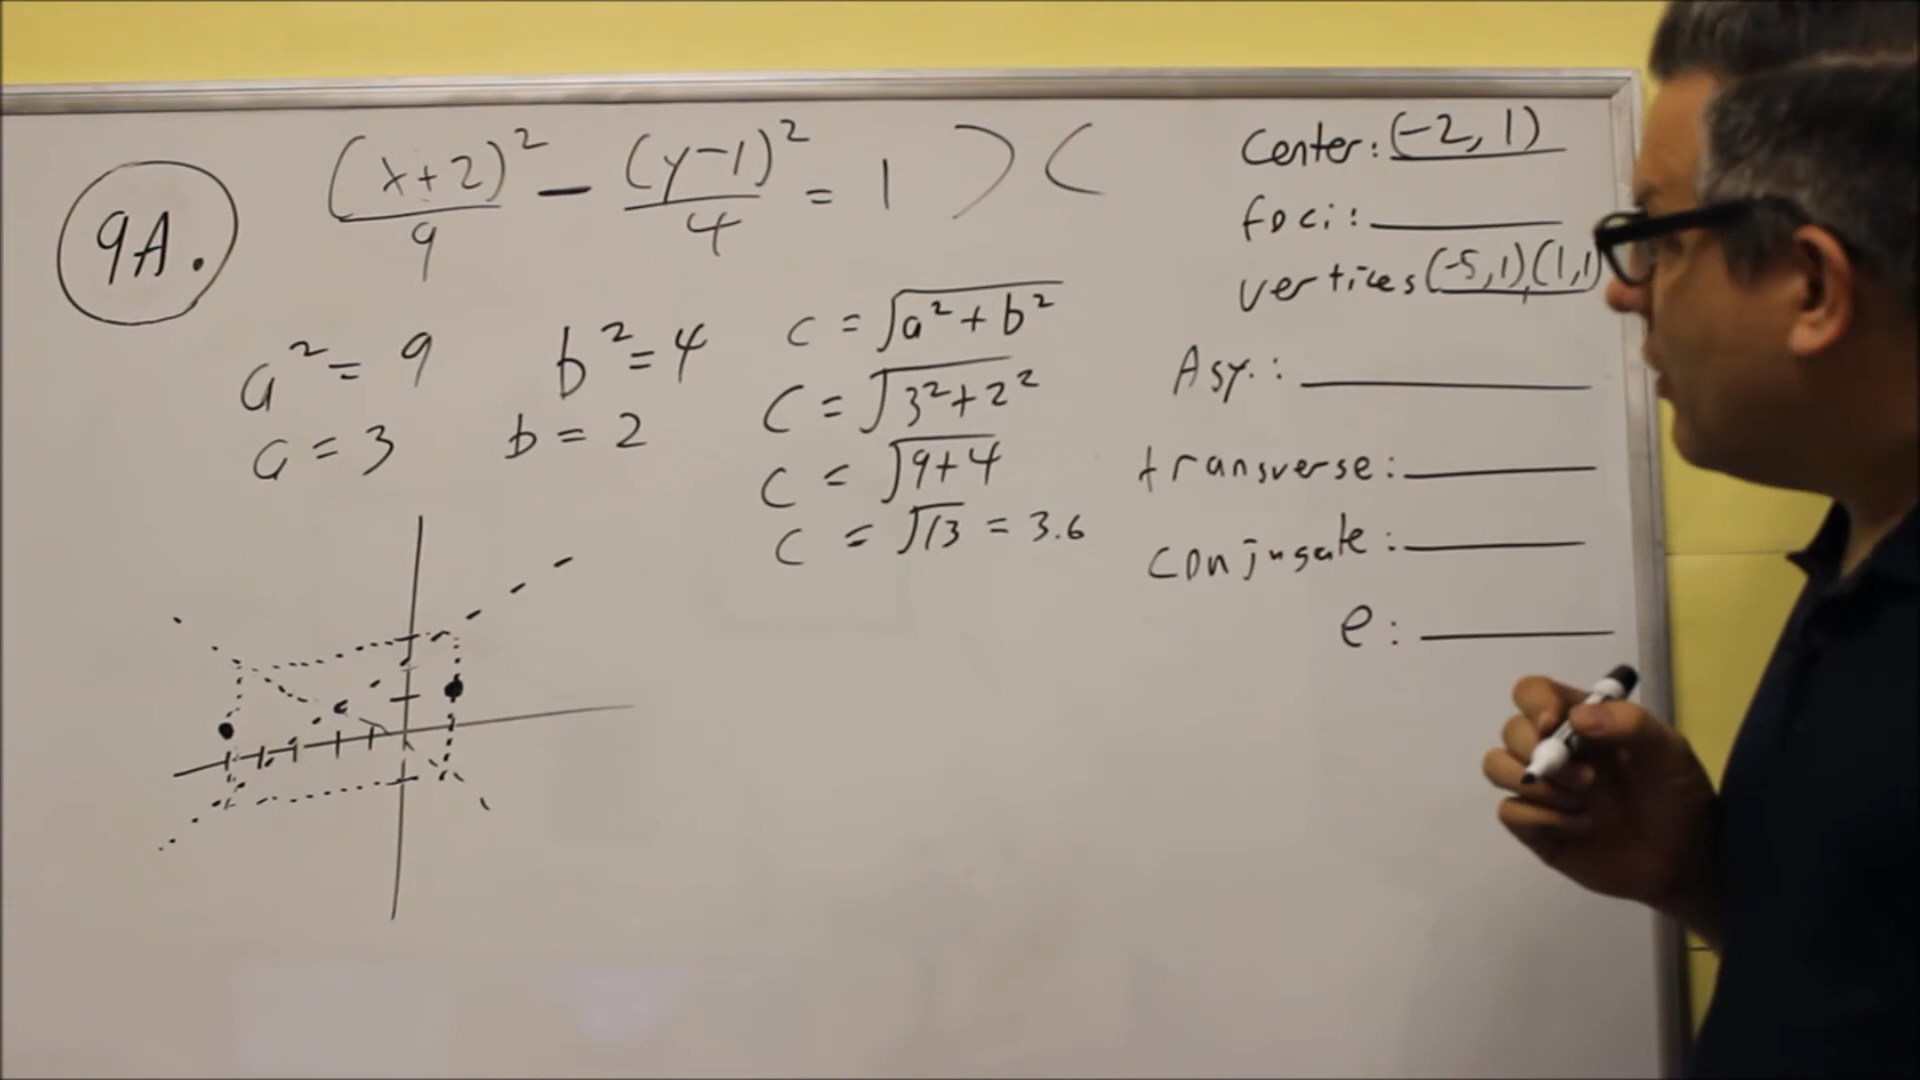 9A.
(x+2)²/9 − (y−1)²/4 = 1
a² = 9
b² = 4
a = 3
b = 2
c = √a² + b²
c = √3² + 2²
c = √9+4
c = √13 = 3.6
Center: (-2, 1)
foci:
vertices (-5,1), (1,1)
Asy.:
transverse:
conjugate:
e: